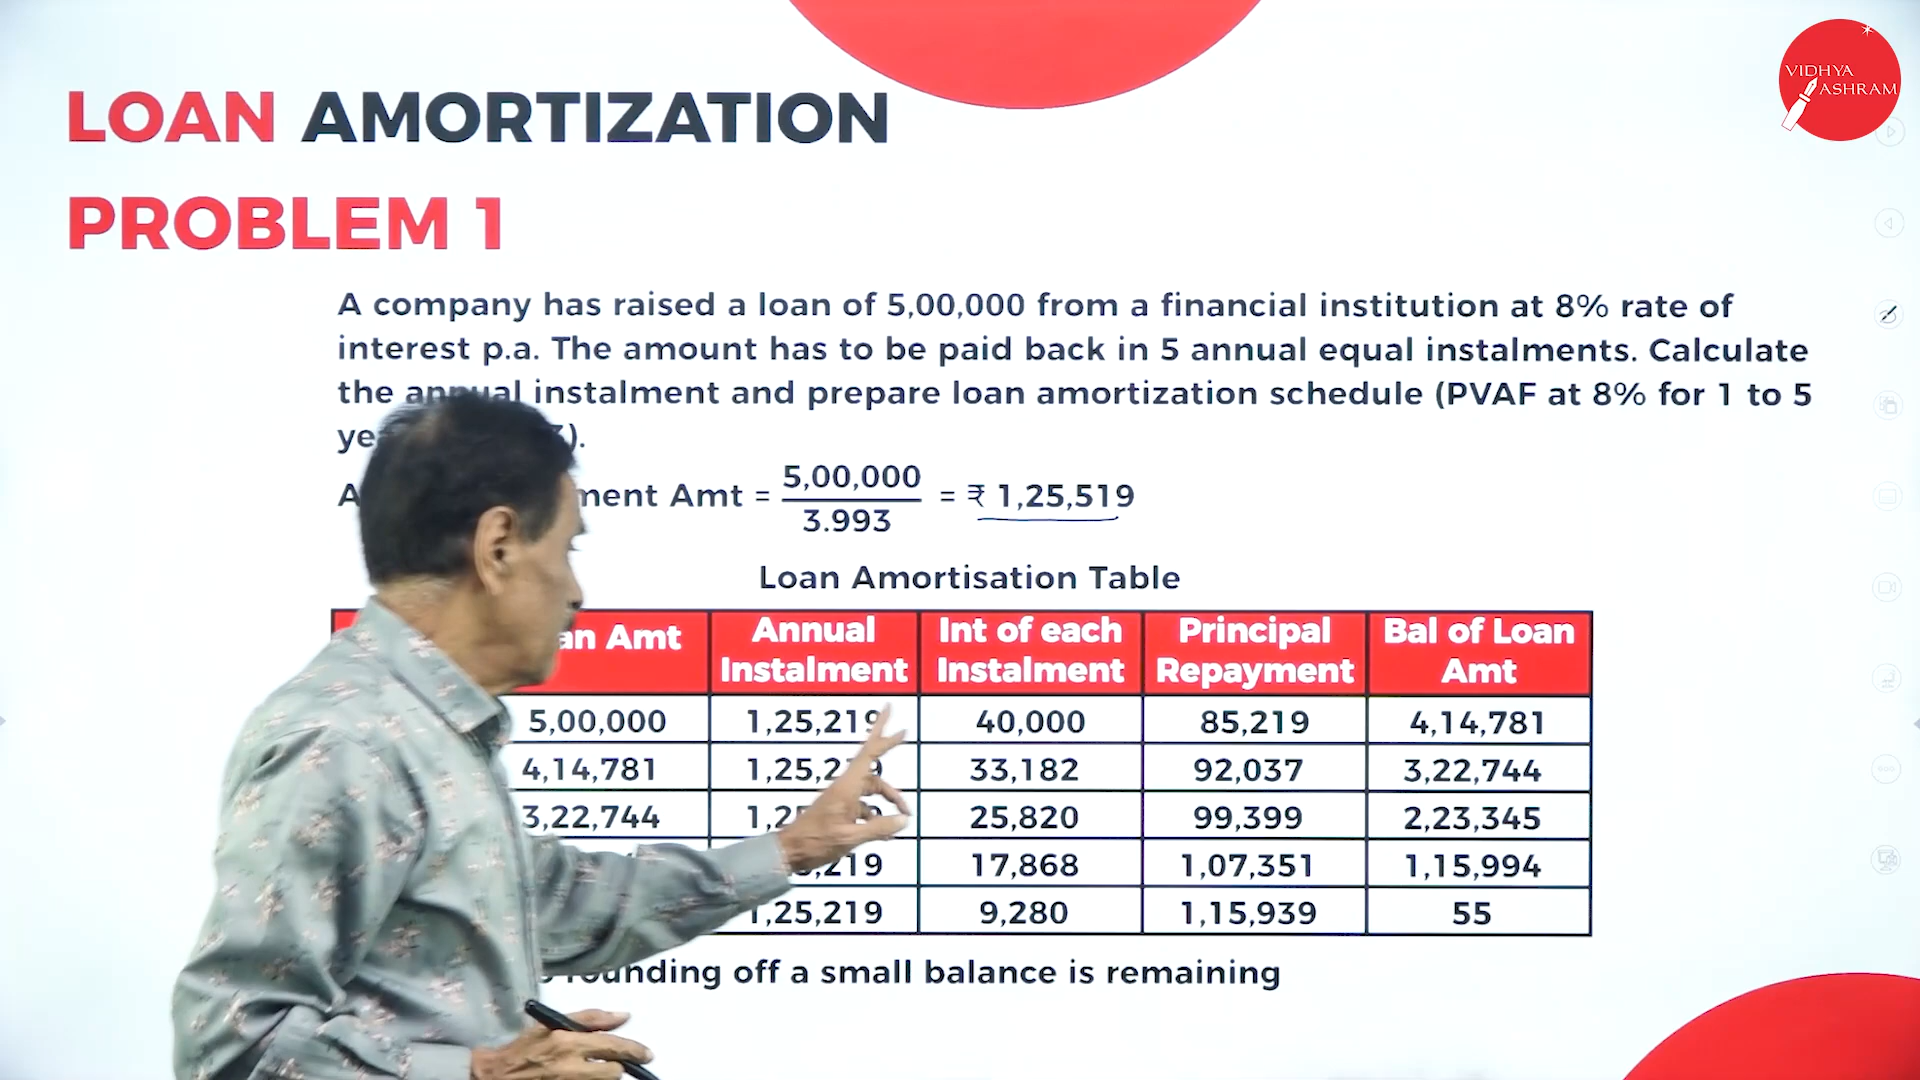 VIDHYA
ASHRAM
LOAN AMORTIZATION
PROBLEM 1
A company has raised a loan of 5,00,000 from a financial institution at 8% rate of
interest p.a. The amount has to be paid back in 5 annual equal instalments. Calculate
the annual instalment and prepare loan amortization schedule (PVAF at 8% for 1 to 5
).
Amt = 5,00,000 / 3.993 = ₹ 1,25,519
Loan Amortisation Table
Amt Annual Instalment Int of each Instalment Principal Repayment Bal of Loan Amt
5,00,000 1,25,219 40,000 85,219 4,14,781
4,14,781 33,182 92,037 3,22,744
3,22,744 25,820 99,399 2,23,345
17,868 1,07,351 1,15,994
1,25,219 9,280 1,15,939 55
rounding off a small balance is remaining